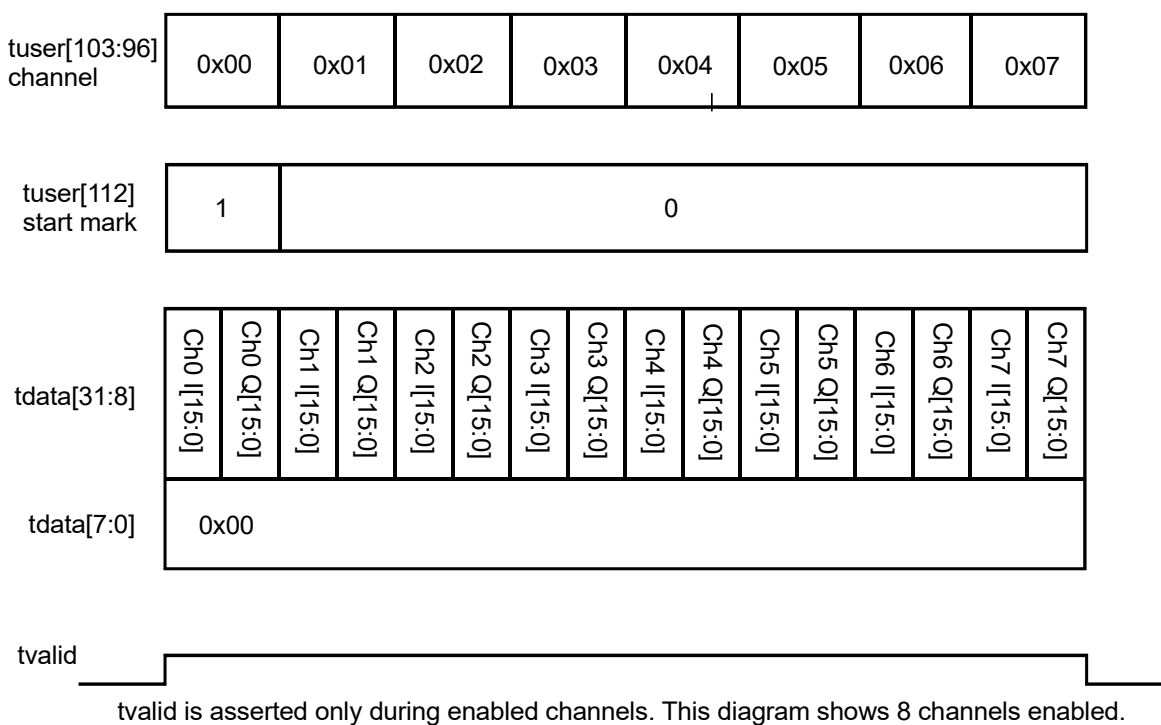 tuser[103:96]
channel
0x00 0x01 0x02 0x03 0x04 0x05 0x06 0x07
tuser[112]
start mark
1 0
tdata[31:8]
Ch0 I[15:0]
Ch0 Q[15:0]
Ch1 I[15:0]
Ch1 Q[15:0]
Ch2 I[15:0]
Ch2 Q[15:0]
Ch3 I[15:0]
Ch3 Q[15:0]
Ch4 I[15:0]
Ch4 Q[15:0]
Ch5 I[15:0]
Ch5 Q[15:0]
Ch6 I[15:0]
Ch6 Q[15:0]
Ch7 I[15:0]
Ch7 Q[15:0]
tdata[7:0]
0x00
tvalid
tvalid is asserted only during enabled channels. This diagram shows 8 channels enabled.